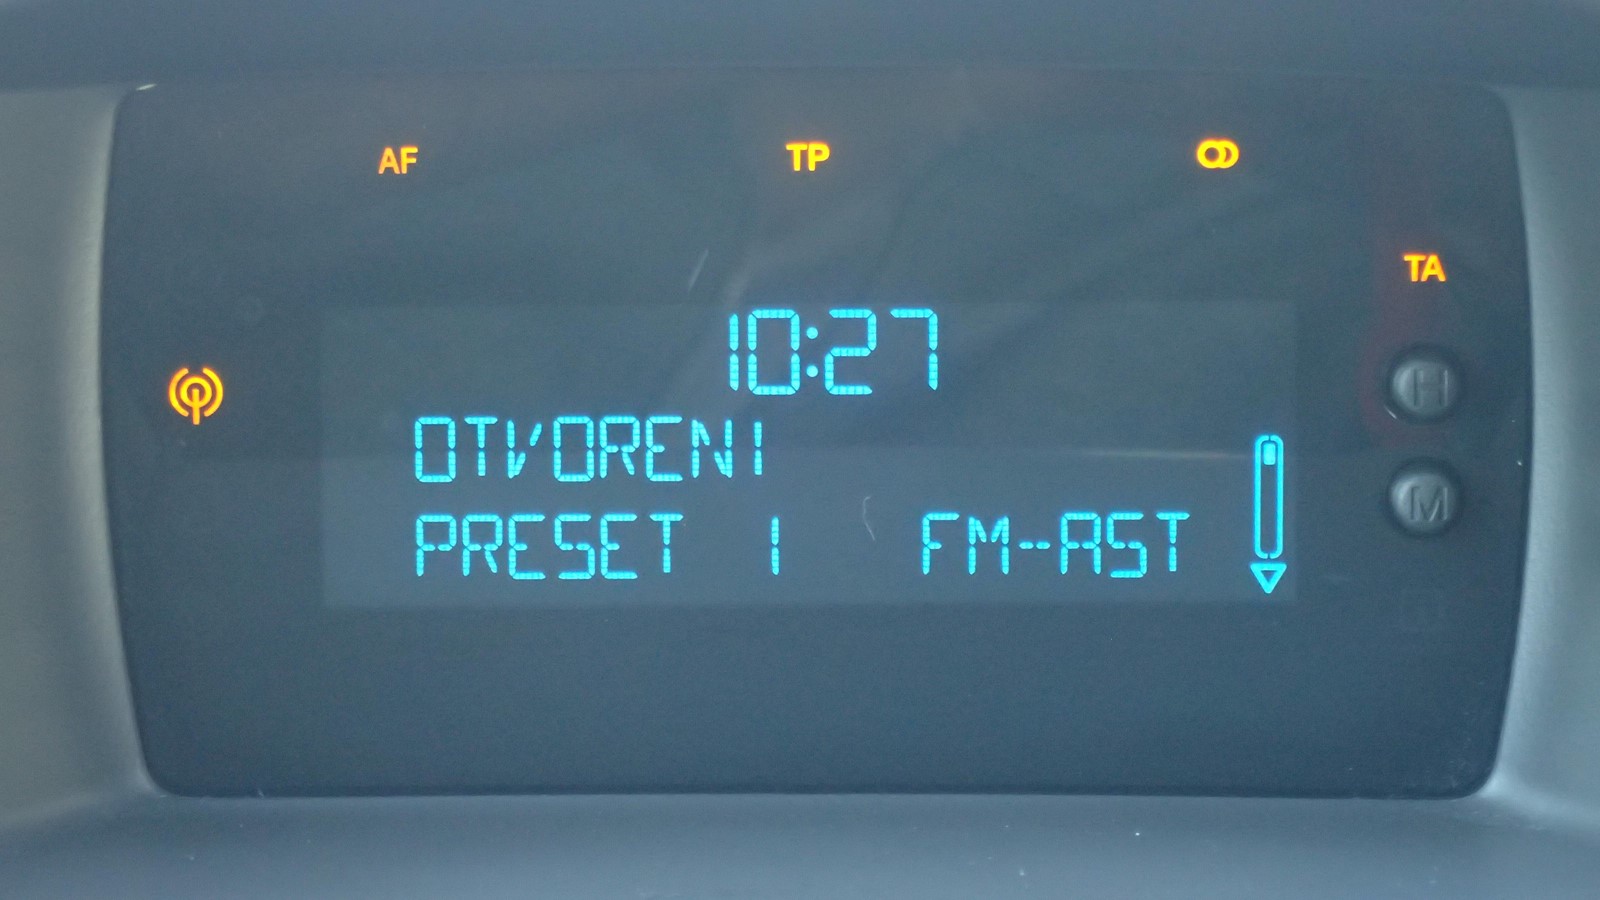 AF TP
TA
10:27
H
OTVORENI
M
PRESET 1 FM-AST